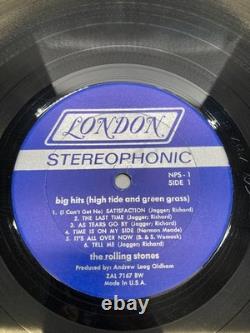 LONDON
STEREOPHONIC
NPS - 1
SIDE 1
big hits (high tide and green grass)
1. (I Can't Get No) SATISFACTION (Jagger; Richard)
2. THE LAST TIME (Jagger; Richard)
3. AS TEARS GO BY (Jagger; Richard)
4. TIME IS ON MY SIDE (Norman Meade)
5. IT'S ALL OVER NOW (B. & S. Womack)
6. TELL ME (Jagger; Richard)
the rolling stones
Produced by: Andrew Loog Oldham
ZAL 7167 BW
Made in U.S.A.
worthpoint